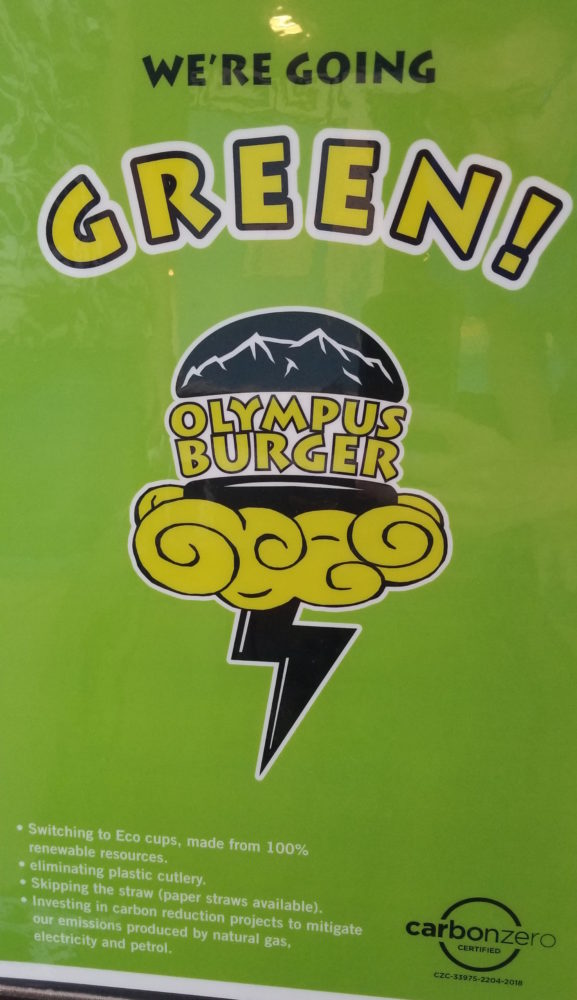 WE'RE GOING
GREEN!
OLYMPUS
BURGER
• Switching to Eco cups, made from 100%
renewable resources.
• eliminating plastic cutlery.
• Skipping the straw (paper straws available).
• Investing in carbon reduction projects to mitigate
our emissions produced by natural gas,
electricity and petrol.
carbonzero
CERTIFIED
CZC-33975-2204-2018